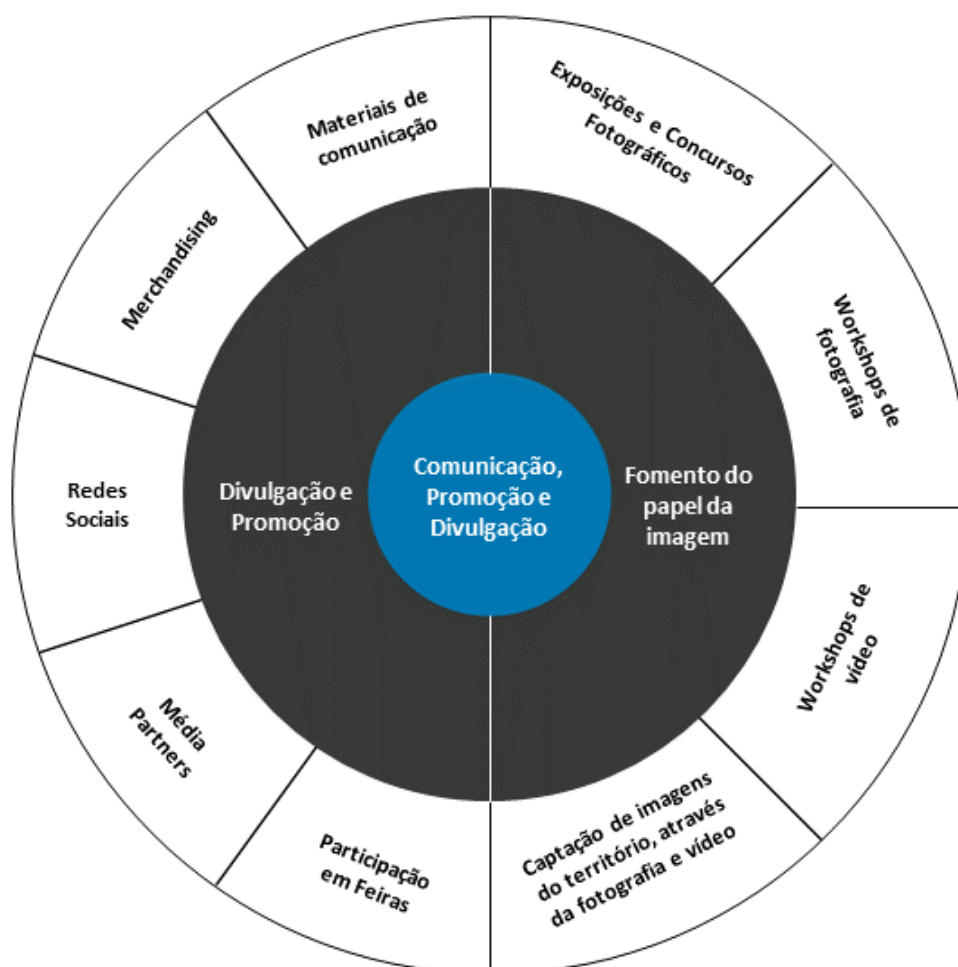 Materiais de
comunicação
Exposições e Concursos
Fotográficos
Merchandising
Workshops de
fotografia
Redes
Sociais
Divulgação e
Promoção
Comunicação,
Promoção e
Divulgação
Fomento do
papel da
imagem
Workshops de
vídeo
Média
Partners
Participação
em Feiras
Captação de imagens
do território, através
da fotografia e vídeo